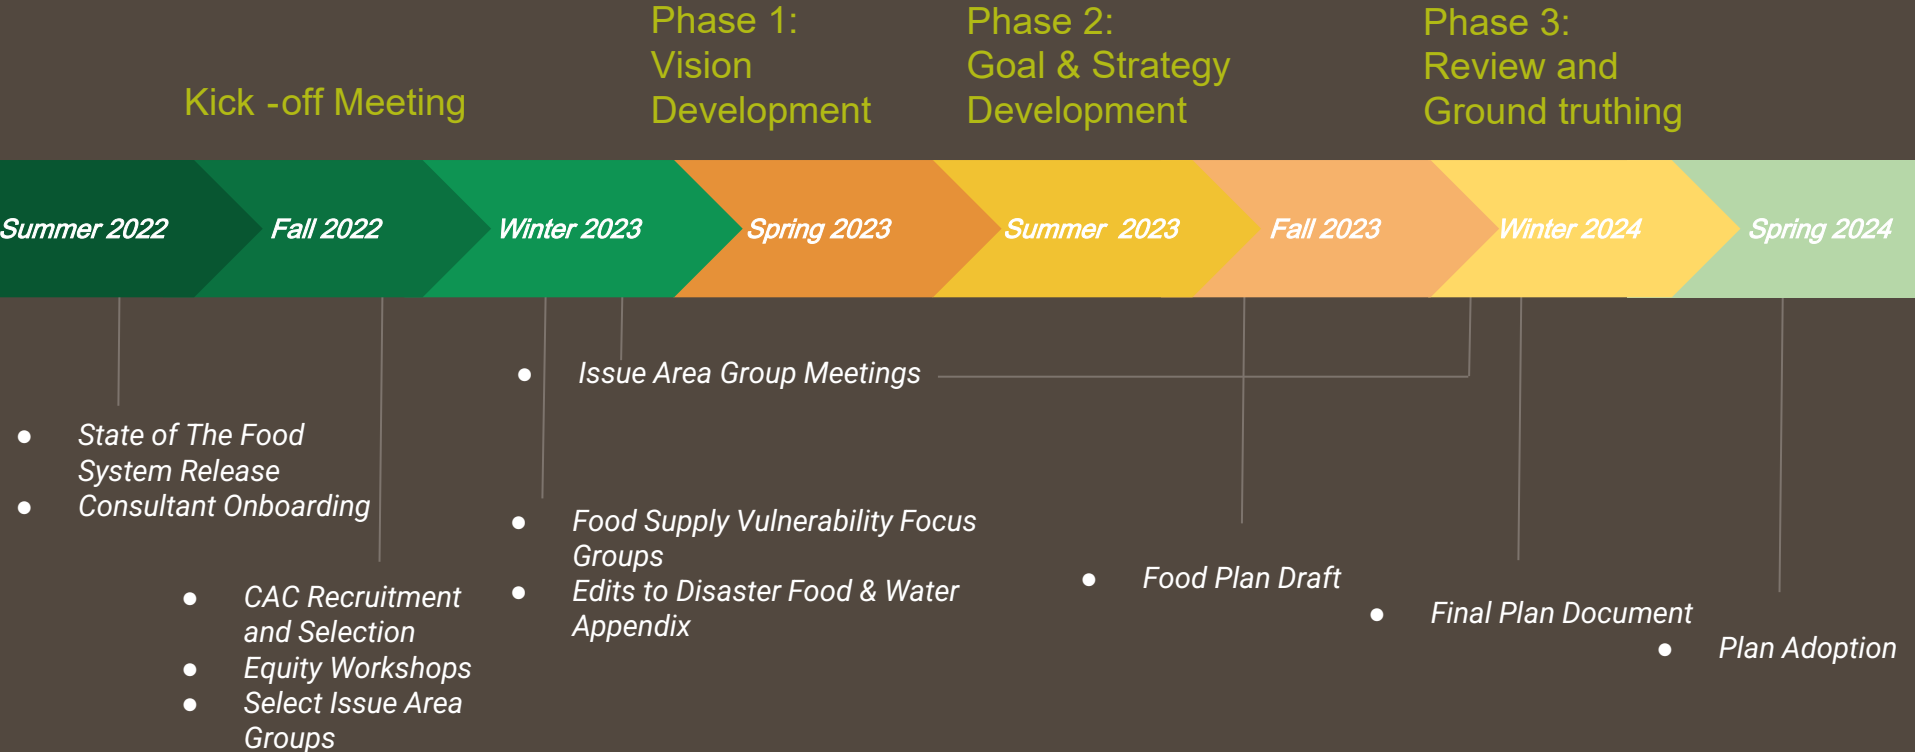 Kick -off Meeting
Phase 1:
Vision
Development
Phase 2:
Goal & Strategy
Development
Phase 3:
Review and
Ground truthing
Summer 2022
Fall 2022
Winter 2023
Spring 2023
Summer 2023
Fall 2023
Winter 2024
Spring 2024
● State of The Food
System Release
● Consultant Onboarding
● CAC Recruitment
and Selection
● Equity Workshops
● Select Issue Area
Groups
● Issue Area Group Meetings
● Food Supply Vulnerability Focus
Groups
● Edits to Disaster Food & Water
Appendix
● Food Plan Draft
● Final Plan Document
● Plan Adoption